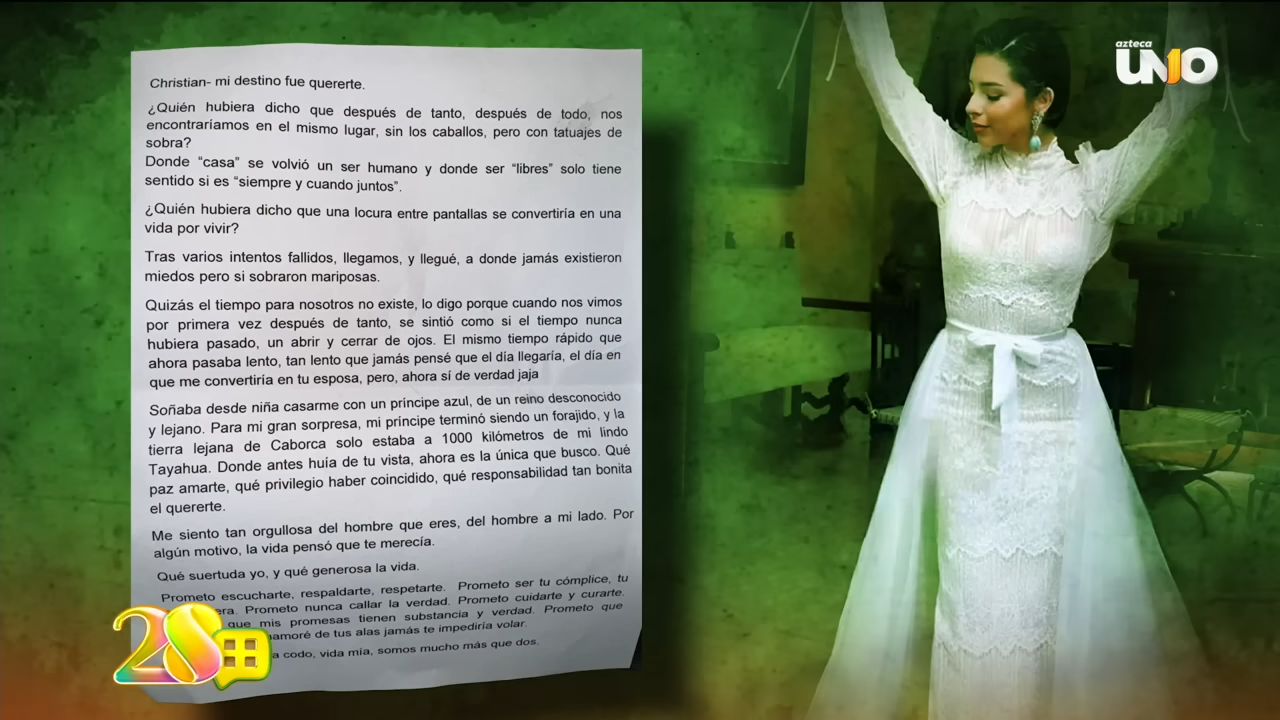 Christian- mi destino fue quererte.
¿Quién hubiera dicho que después de tanto, después de todo, nos
encontraríamos en el mismo lugar, sin los caballos, pero con tatuajes de
sobra?
Donde “casa” se volvió un ser humano y donde ser “libres” solo tiene
sentido si es “siempre y cuando juntos”.
¿Quién hubiera dicho que una locura entre pantallas se convertiría en una
vida por vivir?
Tras varios intentos fallidos, llegamos, y llegué, a donde jamás existieron
miedos pero si sobraron mariposas.
Quizás el tiempo para nosotros no existe, lo digo porque cuando nos vimos
por primera vez después de tanto, se sintió como si el tiempo nunca
hubiera pasado, un abrir y cerrar de ojos. El mismo tiempo rápido que
ahora pasaba lento, tan lento que jamás pensé que el día llegaría, el día en
que me convertiría en tu esposa, pero, ahora sí de verdad jaja
Soñaba desde niña casarme con un príncipe azul, de un reino desconocido
y lejano. Para mi gran sorpresa, mi príncipe terminó siendo un forajido, y la
tierra lejana de Caborca solo estaba a 1000 kilómetros de mi lindo
Tayahua. Donde antes huía de tu vista, ahora es la única que busco. Qué
paz amarte, qué privilegio haber coincidido, qué responsabilidad tan bonita
el quererte.
Me siento tan orgullosa del hombre que eres, del hombre a mi lado. Por
algún motivo, la vida pensó que te merecía.
Qué suertuda yo, y qué generosa la vida.
Prometo escucharte, respaldarte, respetarte. Prometo ser tu cómplice, tu
era. Prometo nunca callar la verdad. Prometo cuidarte y curarte.
que mis promesas tienen substancia y verdad. Prometo que
namoré de tus alas jamás te impediría volar.
a codo, vida mía, somos mucho más que dos.
azteca
UNO
28